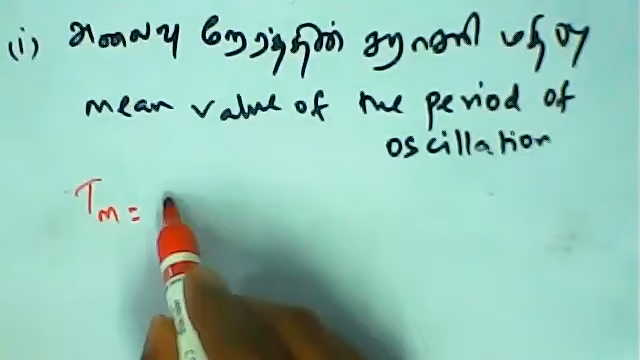 (i) அலைவு நேரத்தின் சராசரி மதிப்பு
mean value of the period of
oscillation
Tm =